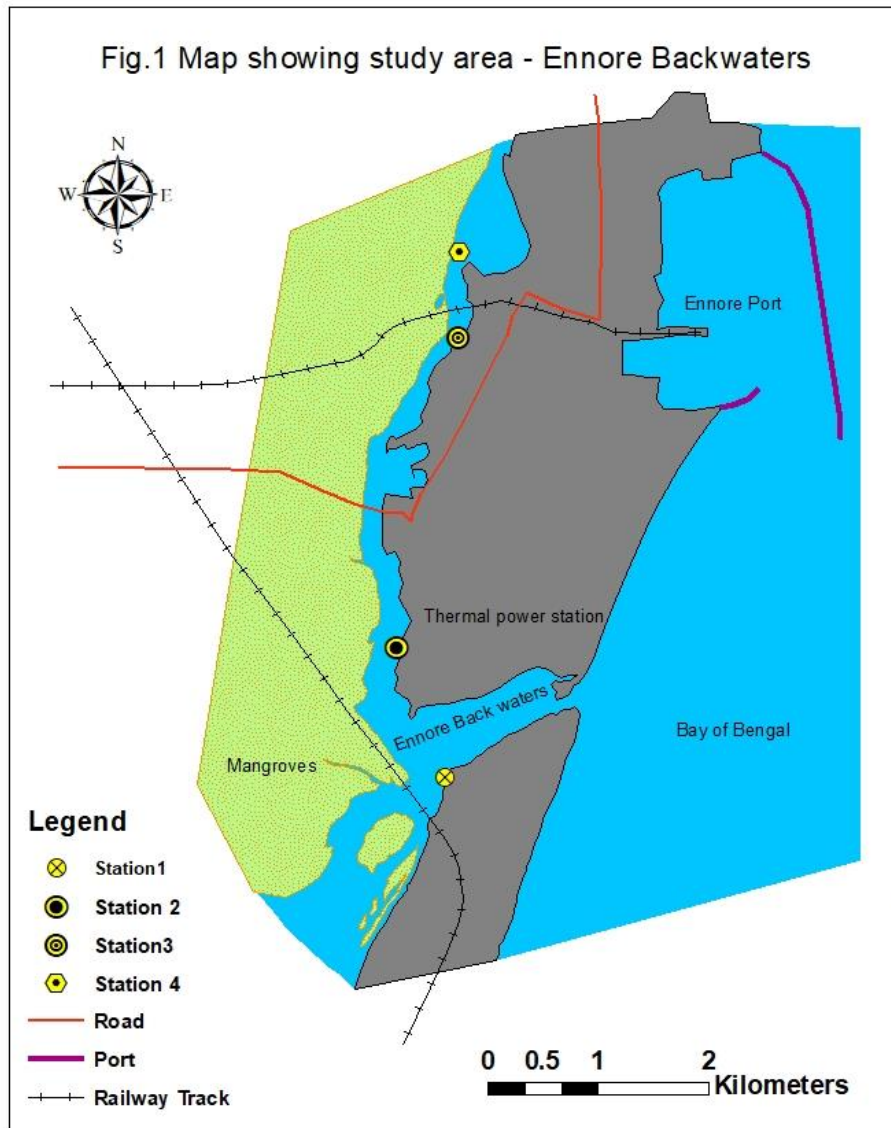 Fig.1 Map showing study area - Ennore Backwaters
N
W E
S
Ennore Port
Thermal power station
Ennore Back waters
Bay of Bengal
Mangroves
Legend
Station1
Station 2
Station3
Station 4
Road
Port
Railway Track
0 0.5 1 2
Kilometers